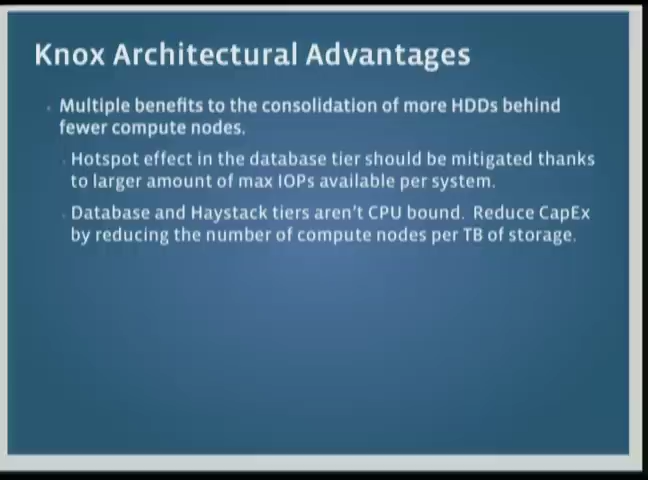 Knox Architectural Advantages
Multiple benefits to the consolidation of more HDDs behind
fewer compute nodes.
Hotspot effect in the database tier should be mitigated thanks
to larger amount of max IOPs available per system.
Database and Haystack tiers aren't CPU bound. Reduce CapEx
by reducing the number of compute nodes per TB of storage.